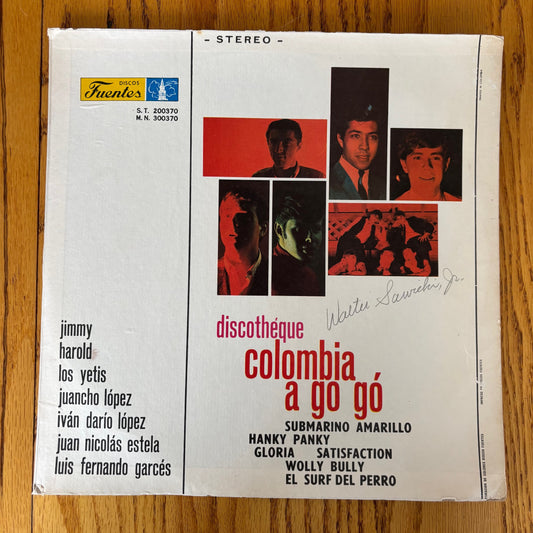 - STEREO -
DISCOS
Fuentes
S.T. 200370
M.N. 300370
Walter Sawicki, Jr.
discothéque
colombia
a go gó
jimmy
harold
los yetis
juancho lópez
iván darío lópez
juan nicolás estela
luis fernando garcés
SUBMARINO AMARILLO
HANKY PANKY
GLORIA SATISFACTION
WOLLY BULLY
EL SURF DEL PERRO